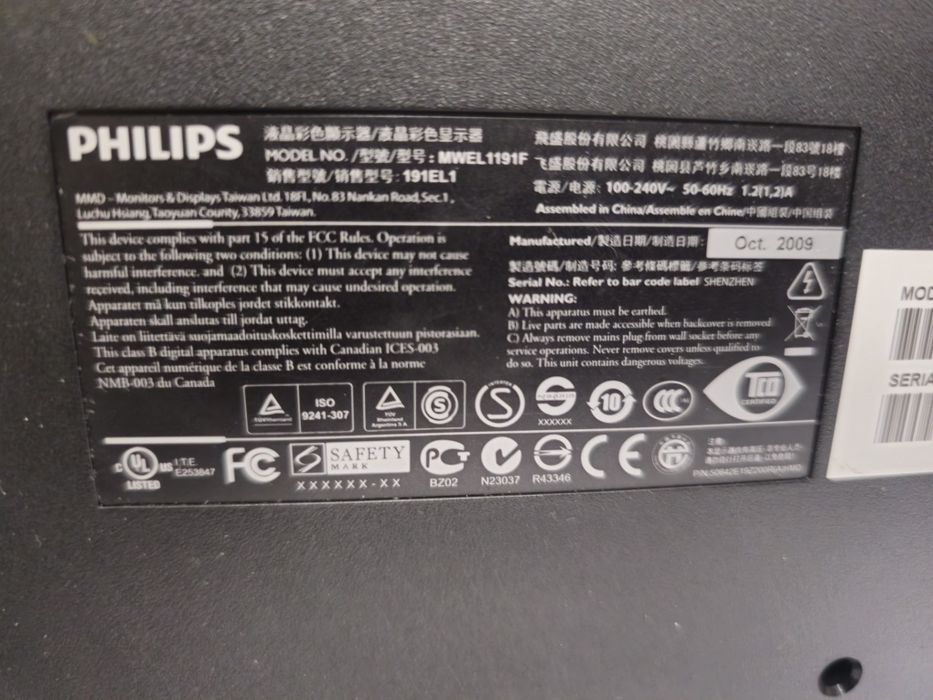 PHILIPS
液晶彩色顯示器/液晶彩色显示器
MODEL NO. /型號/型号: MWEL1191F
銷售型號/销售型号: 191EL1
MMD - Monitors & Displays Taiwan Ltd. 18Fl, No.83 Nankan Road, Sec.1,
Luchu Hsiang, Taoyuan County, 33859 Taiwan.
飛盛股份有限公司 桃園縣蘆竹鄉南崁路一段83號18樓
飞盛股份有限公司 桃园县芦竹乡南崁路一段83号18楼
電源/电源: 100-240V~ 50-60Hz 1.2(1.2)A
Assembled in China/Assemble en Chine/中國組裝/中国组装
This device complies with part 15 of the FCC Rules. Operation is
subject to the following two conditions: (1) This device may not cause
harmful interference, and (2) This device must accept any interference
received, including interference that may cause undesired operation.
Apparatet må kun tilkoples jordet stikkontakt.
Apparaten skall anslutas till jordat uttag.
Laite on liitettävä suojamaadoituskoskettimilla varustettuun pistorasiaan.
This class B digital apparatus complies with Canadian ICES-003
Cet appareil numérique de la classe B est conforme à la norme
NMB-003 du Canada
Manufactured/製造日期/制造日期: Oct. 2009
製造號碼/制造号码: 參考條碼標籤/参考条码标签
Serial No.: Refer to bar code label SHENZHEN
WARNING:
A) This apparatus must be earthed.
B) Live parts are made accessible when backcover is removed
C) Always remove mains plug from wall socket before any
service operations. Never remove covers unless qualified to
do so. This unit contains dangerous voltages.
TÜVRheinland
ISO
9241-307
TÜV
Rheinland
Argentina S A
S
10
XXXXXX
CCC
TCO
CERTIFIED
C UL US
LISTED
I.T.E.
E253847
FC
S SAFETY
MARK
XXXXXX-XX
PCT
BZ02
N23037
R43346
CE
MOD
SERIA